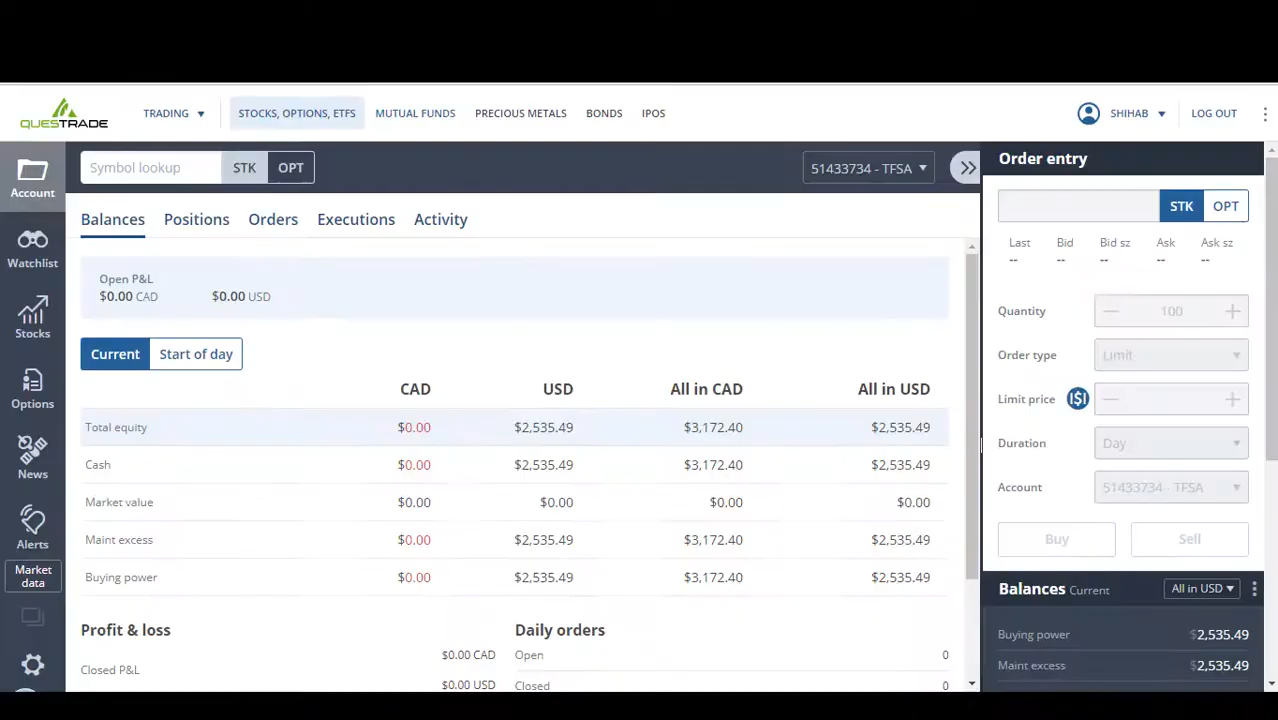 QUESTRADE
TRADING
STOCKS, OPTIONS, ETFS
MUTUAL FUNDS
PRECIOUS METALS
BONDS
IPOS
SHIHAB
LOG OUT
Account
Watchlist
Stocks
Options
News
Alerts
Market
data
Symbol lookup
STK
OPT
51433734 - TFSA
Balances
Positions
Orders
Executions
Activity
Open P&L
$0.00 CAD $0.00 USD
Current
Start of day
CAD USD All in CAD All in USD
Total equity $0.00 $2,535.49 $3,172.40 $2,535.49
Cash $0.00 $2,535.49 $3,172.40 $2,535.49
Market value $0.00 $0.00 $0.00 $0.00
Maint excess $0.00 $2,535.49 $3,172.40 $2,535.49
Buying power $0.00 $2,535.49 $3,172.40 $2,535.49
Profit & loss
Closed P&L $0.00 CAD
$0.00 USD
Daily orders
Open 0
Closed 0
Order entry
STK
OPT
Last Bid Bid sz Ask Ask sz
-- -- -- -- --
Quantity 100
Order type Limit
Limit price
Duration Day
Account 51433734 - TFSA
Buy
Sell
Balances Current All in USD
Buying power $2,535.49
Maint excess $2,535.49